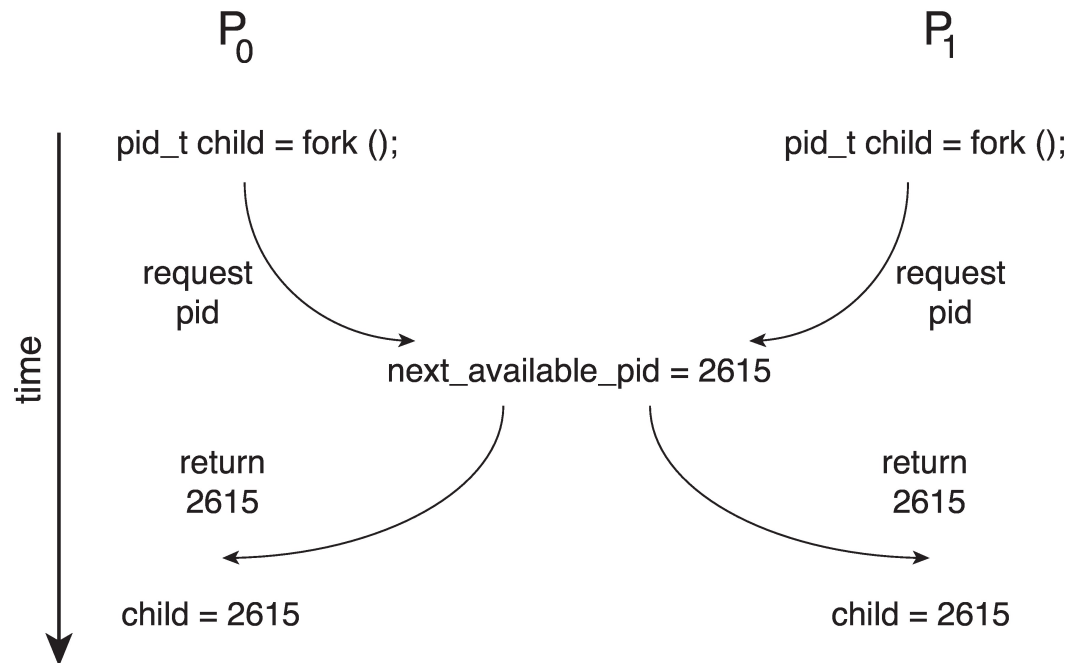 P0 P1
pid_t child = fork (); pid_t child = fork ();
request request
pid pid
time
next_available_pid = 2615
return return
2615 2615
child = 2615 child = 2615